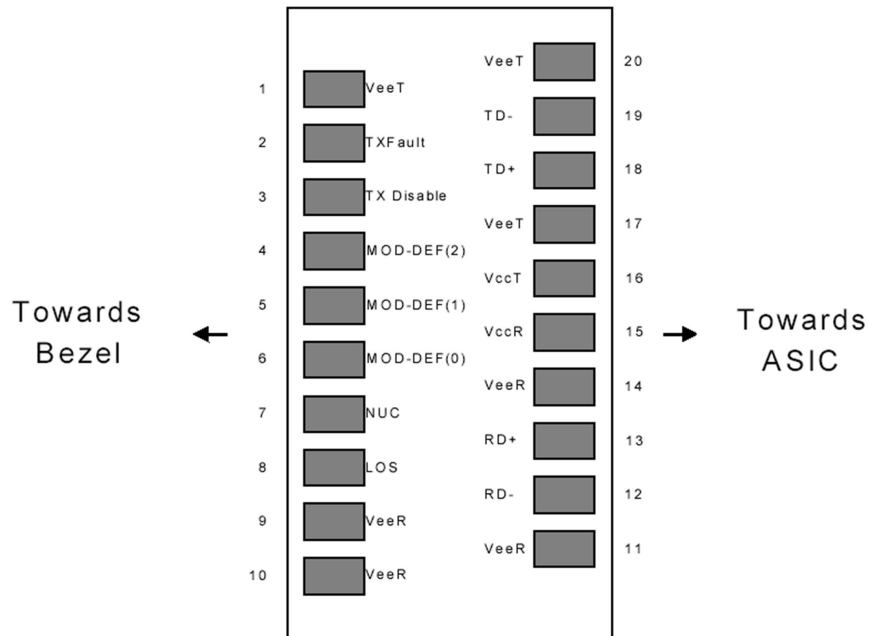 VeeT 20
1 VeeT
TD- 19
2 TXFault
TD+ 18
3 TX Disable
VeeT 17
4 MOD-DEF(2)
VccT 16
5 MOD-DEF(1)
Towards
Bezel
VccR 15
Towards
ASIC
6 MOD-DEF(0)
VeeR 14
7 NUC
RD+ 13
8 LOS
RD- 12
9 VeeR
VeeR 11
10 VeeR